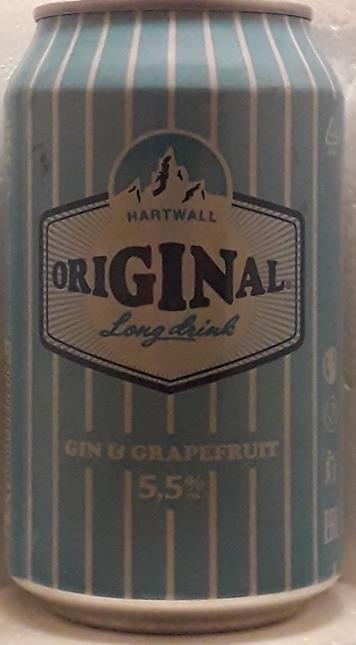 HARTWALL
ORIGINAL
Long drink
GIN & GRAPEFRUIT
5,5%